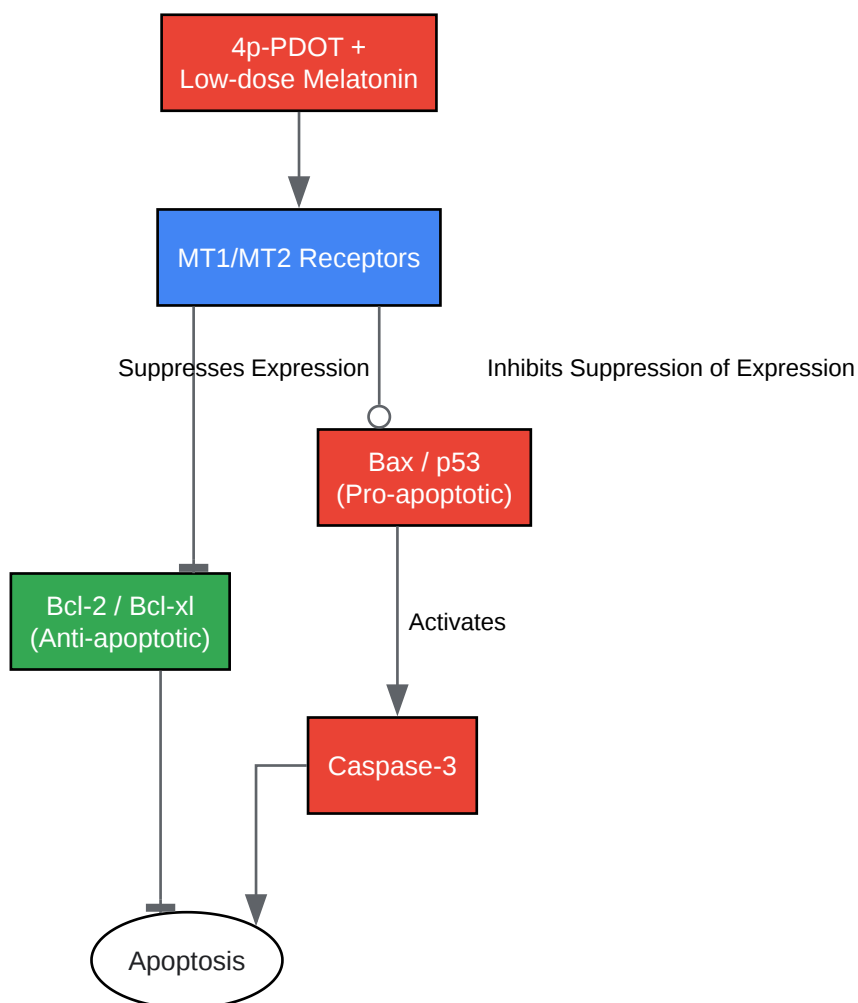 4p-PDOT +
Low-dose Melatonin
MT1/MT2 Receptors
Suppresses Expression
Inhibits Suppression of Expression
Bax / p53
(Pro-apoptotic)
Bcl-2 / Bcl-xl
(Anti-apoptotic)
Activates
Caspase-3
Apoptosis